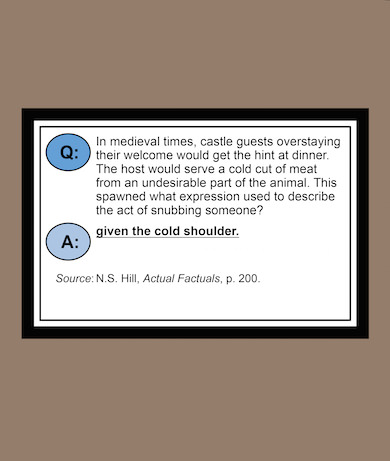 Q:
In medieval times, castle guests overstaying
their welcome would get the hint at dinner.
The host would serve a cold cut of meat
from an undesirable part of the animal. This
spawned what expression used to describe
the act of snubbing someone?
A:
given the cold shoulder.
Source: N.S. Hill, Actual Factuals, p. 200.